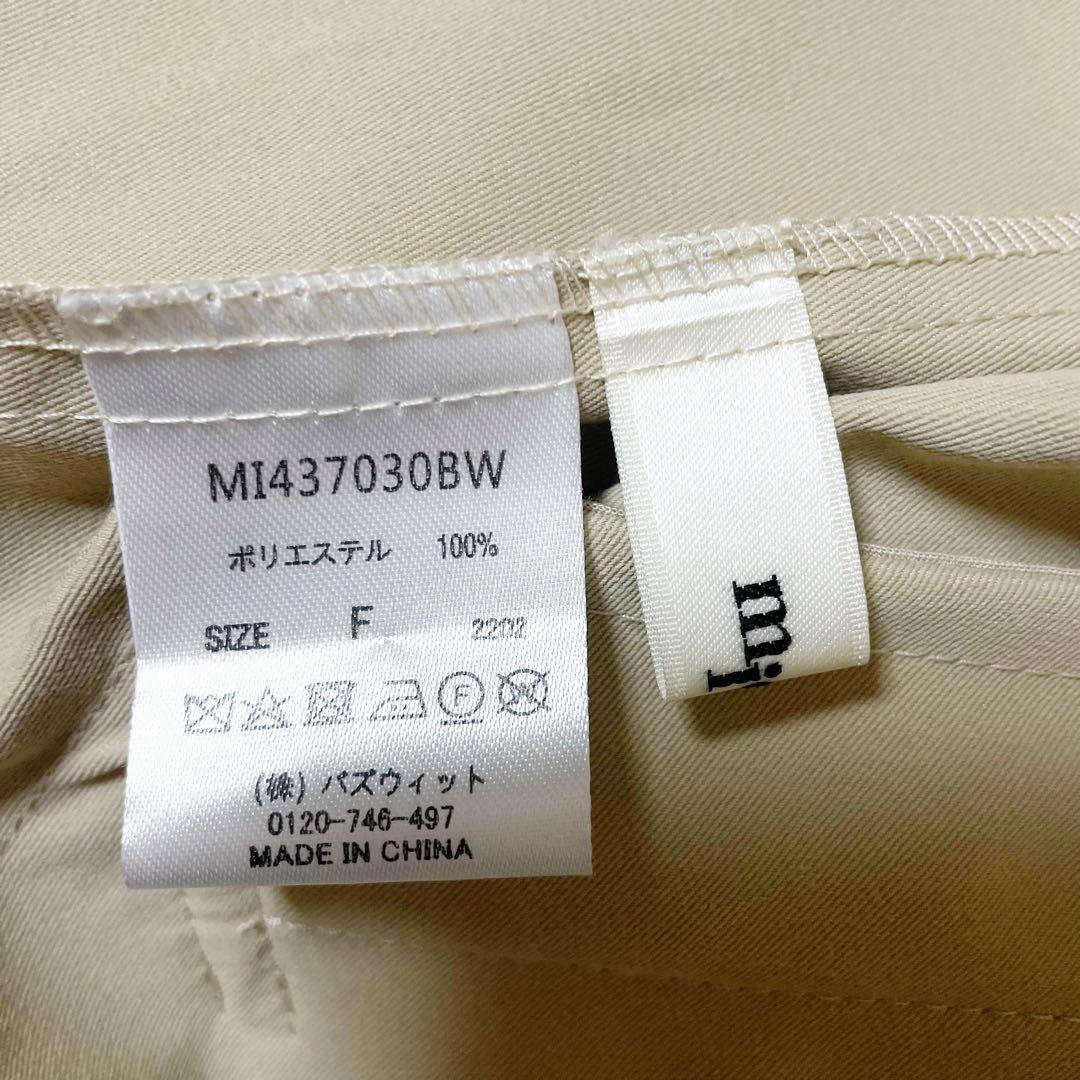 MI437030BW
ポリエステル 100%
SIZE F 2202
F W
(株) バズウィット
0120-746-497
MADE IN CHINA